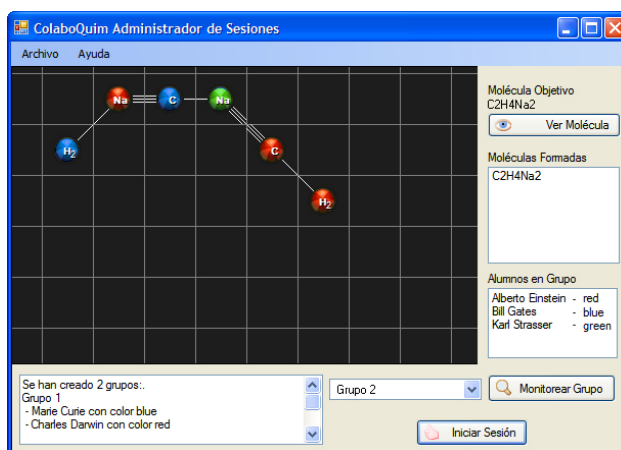 ColaboQuim Administrador de Sesiones
Archivo Ayuda
Na C Na
H2 C
H2
Molécula Objetivo
C2H4Na2
Ver Molécula
Moléculas Formadas
C2H4Na2
Alumnos en Grupo
Alberto Einstein - red
Bill Gates - blue
Karl Strasser - green
Se han creado 2 grupos:.
Grupo 1
- Marie Curie con color blue
- Charles Darwin con color red
Grupo 2
Monitorear Grupo
Iniciar Sesión